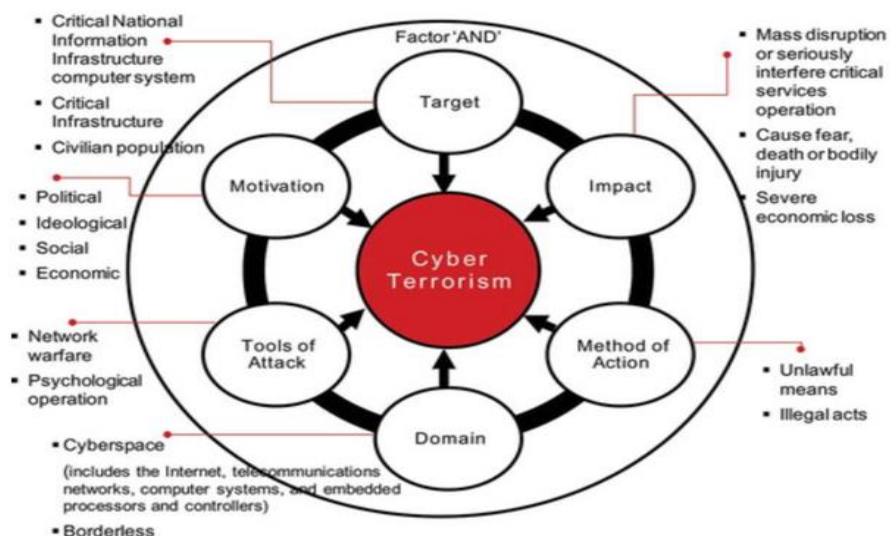 ▪ Critical National
Information
Infrastructure
computer system
▪ Critical
Infrastructure
▪ Civilian population
Factor 'AND'
▪ Mass disruption
or seriously
interfere critical
services
operation
▪ Cause fear,
death or bodily
injury
▪ Severe
economic loss
Target
Motivation
Impact
▪ Political
▪ Ideological
▪ Social
▪ Economic
Cyber
Terrorism
Tools of
Attack
Method of
Action
▪ Network
warfare
▪ Psychological
operation
▪ Unlawful
means
▪ Illegal acts
Domain
▪ Cyberspace
(includes the Internet, telecommunications
networks, computer systems, and embedded
processors and controllers)
▪ Borderless